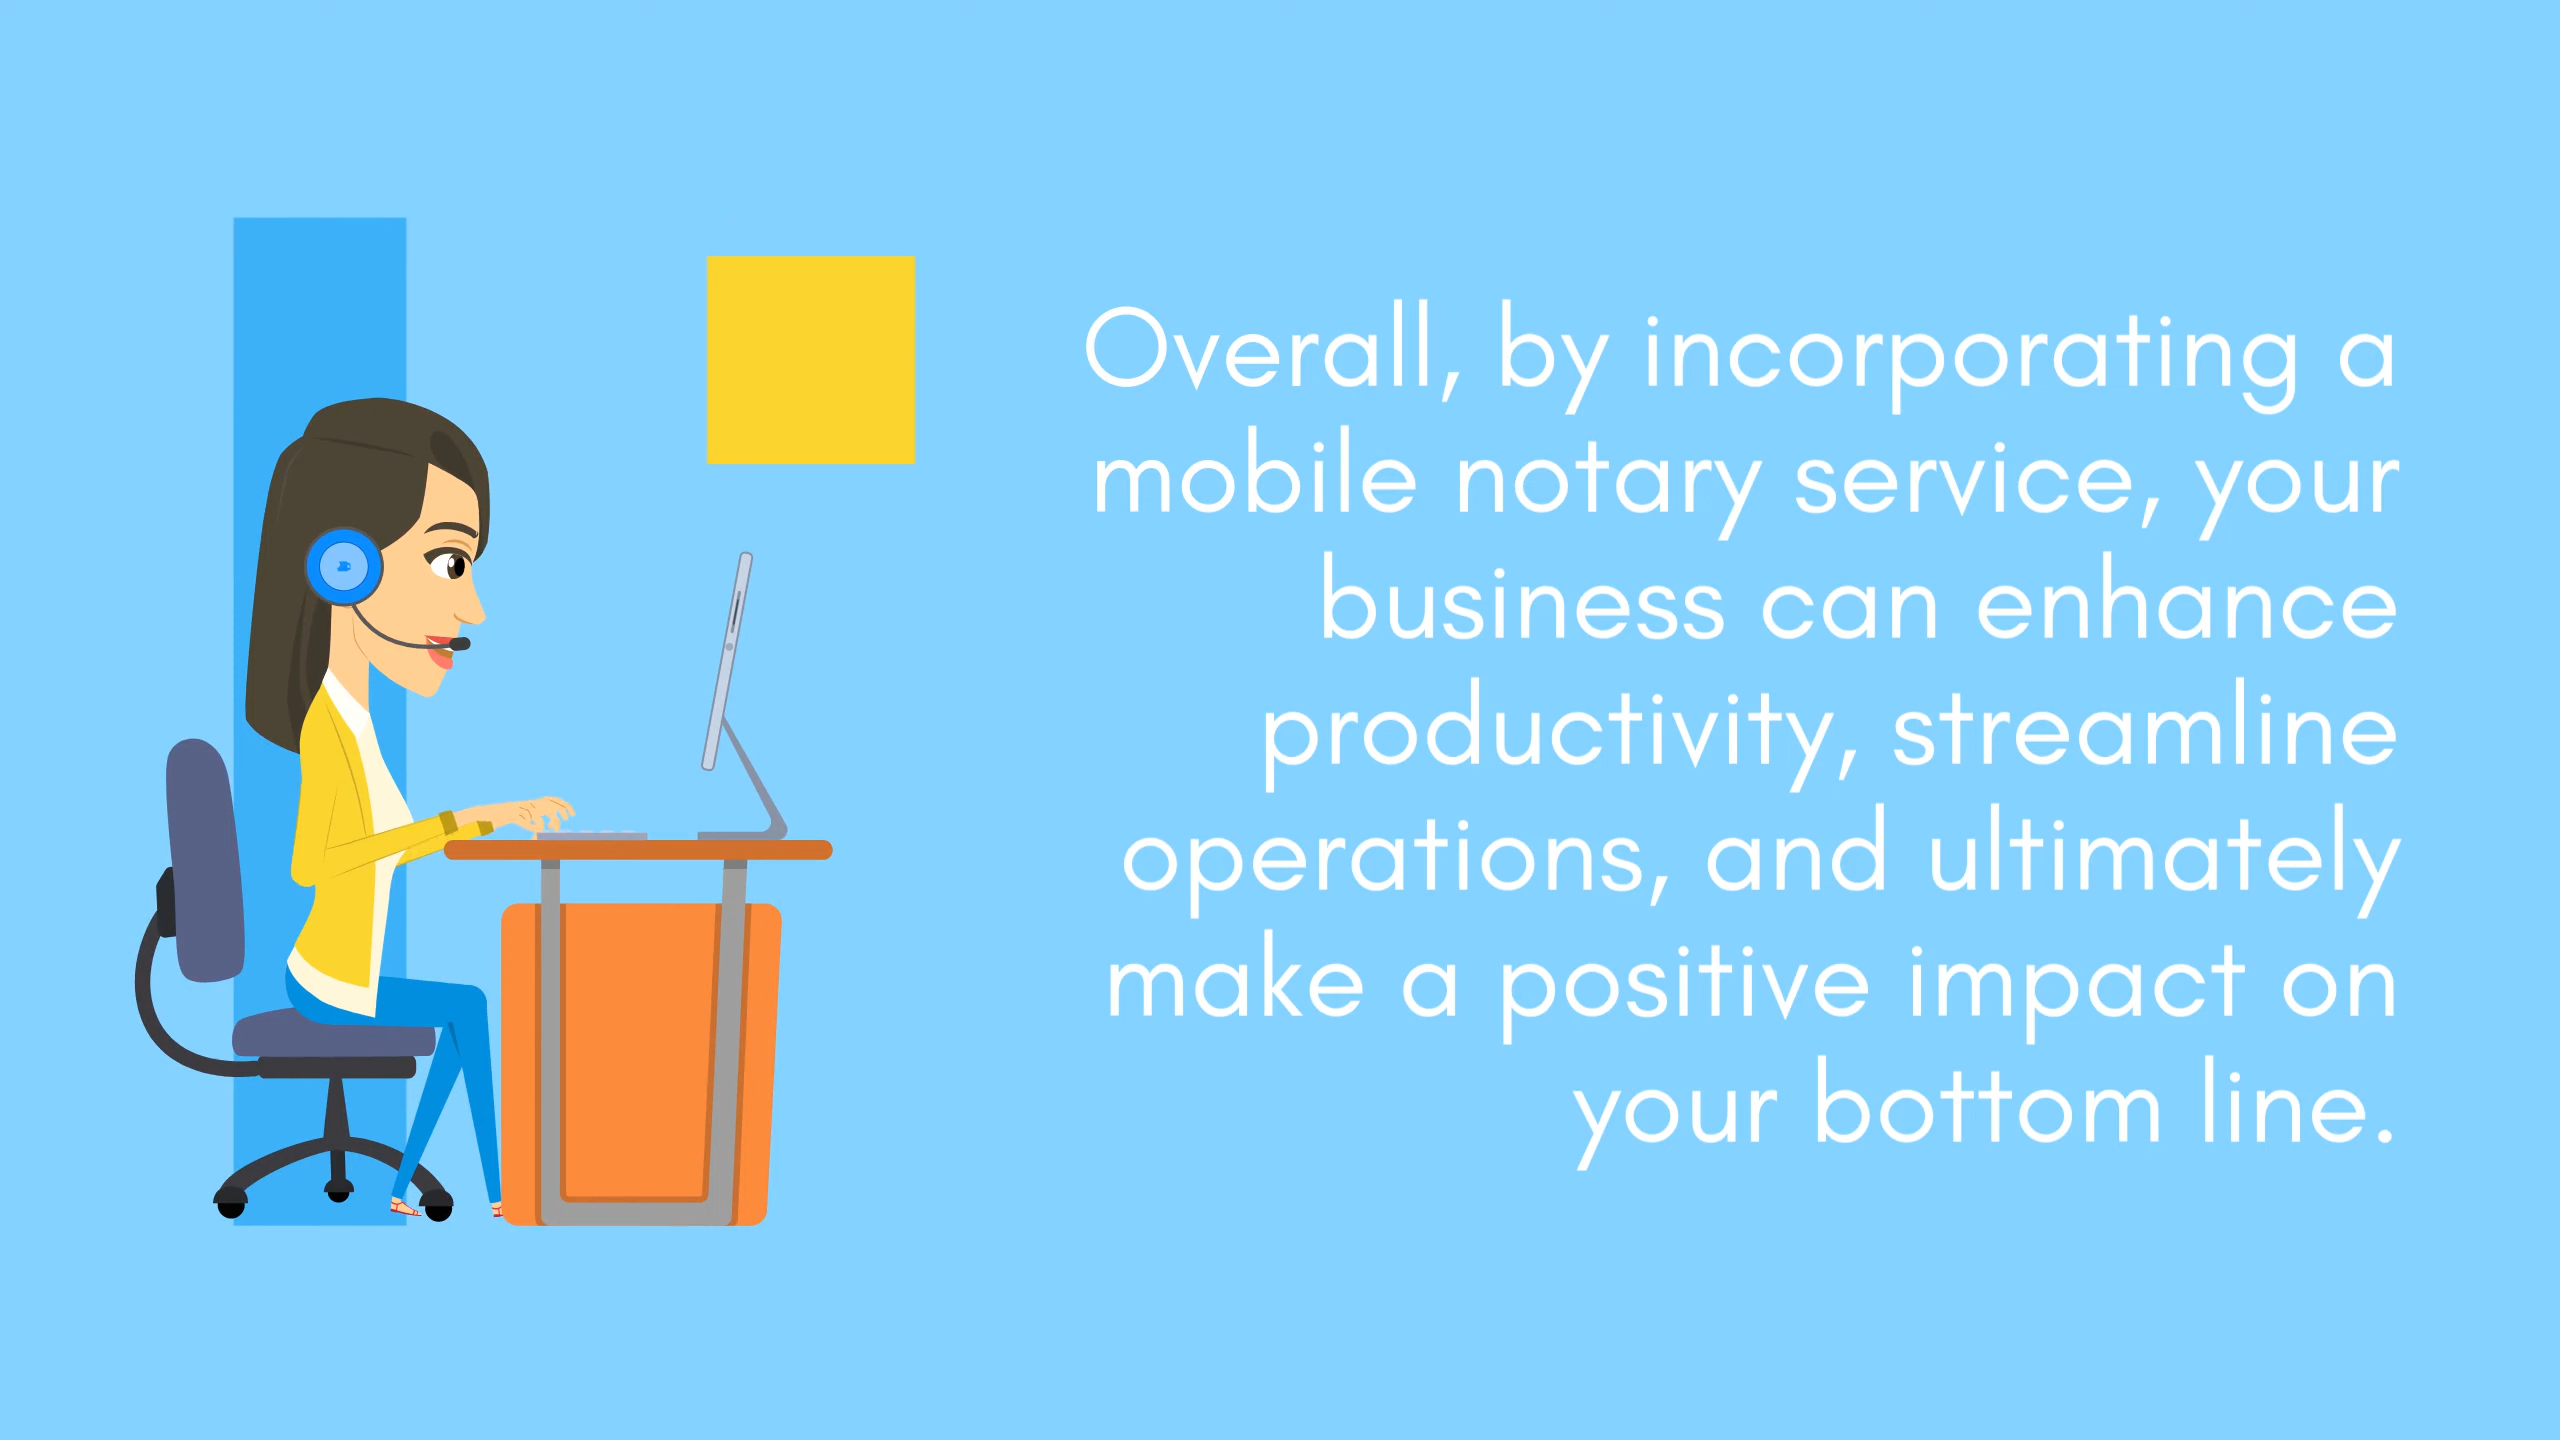 Overall, by incorporating a
mobile notary service, your
business can enhance
productivity, streamline
operations, and ultimately
make a positive impact on
your bottom line.